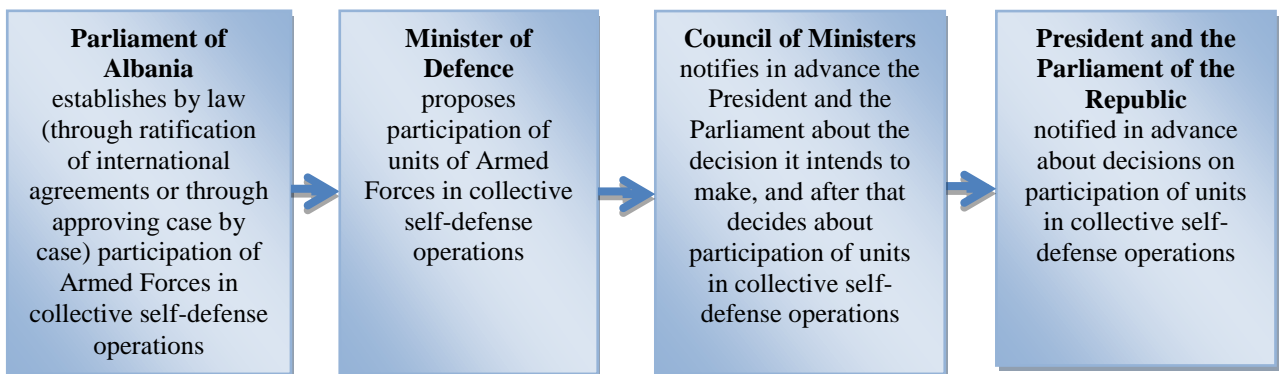 Parliament of
Albania
establishes by law
(through ratification
of international
agreements or through
approving case by
case) participation of
Armed Forces in
collective self-defense
operations
Minister of
Defence
proposes
participation of
units of Armed
Forces in collective
self-defense
operations
Council of Ministers
notifies in advance the
President and the
Parliament about the
decision it intends to
make, and after that
decides about
participation of units
in collective self-
defense operations
President and the
Parliament of the
Republic
notified in advance
about decisions on
participation of units
in collective self-
defense operations